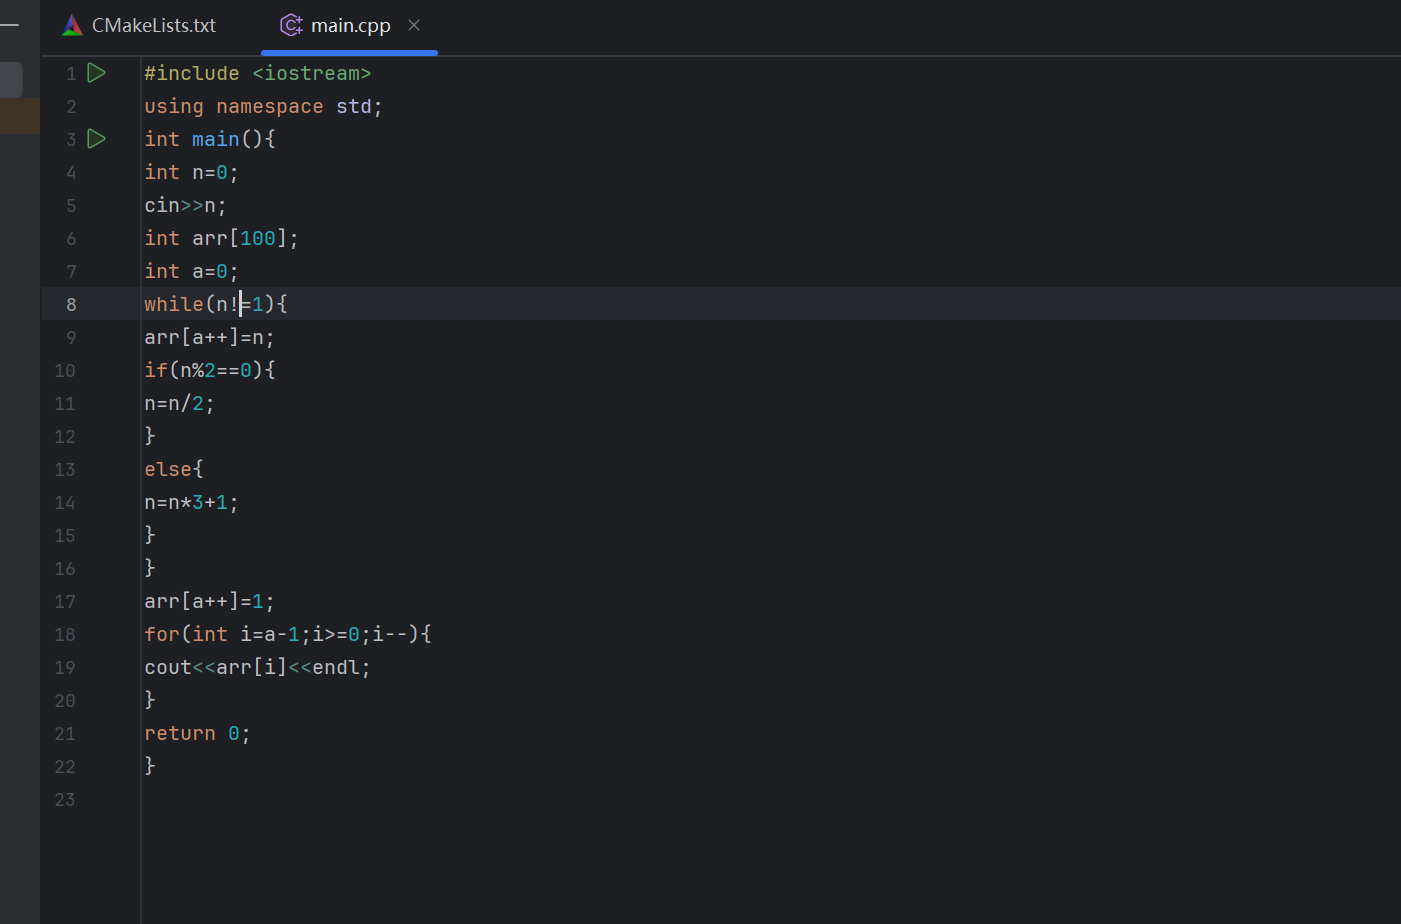 CMakeLists.txt main.cpp
1 #include <iostream>
2 using namespace std;
3 int main(){
4 int n=0;
5 cin>>n;
6 int arr[100];
7 int a=0;
8 while(n!=1){
9 arr[a++]=n;
10 if(n%2==0){
11 n=n/2;
12 }
13 else{
14 n=n*3+1;
15 }
16 }
17 arr[a++]=1;
18 for(int i=a-1;i>=0;i--){
19 cout<<arr[i]<<endl;
20 }
21 return 0;
22 }
23